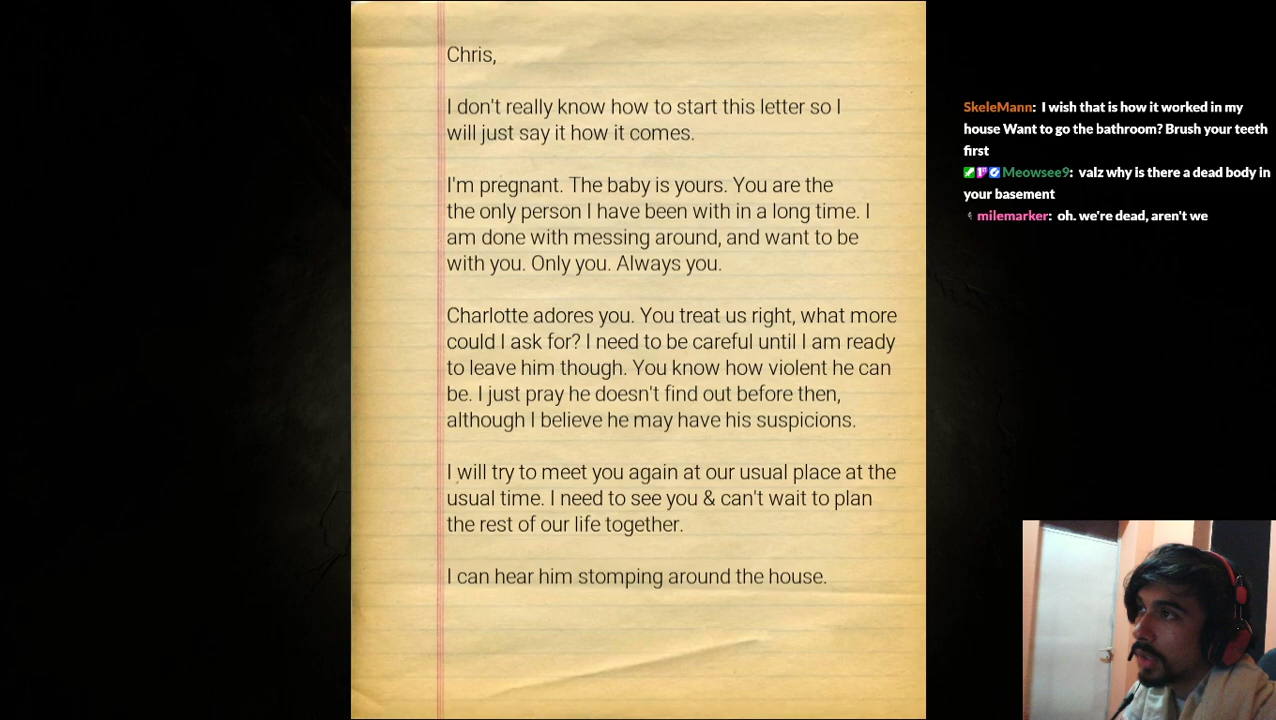 Chris,
I don't really know how to start this letter so I
will just say it how it comes.
I'm pregnant. The baby is yours. You are the
the only person I have been with in a long time. I
am done with messing around, and want to be
with you. Only you. Always you.
Charlotte adores you. You treat us right, what more
could I ask for? I need to be careful until I am ready
to leave him though. You know how violent he can
be. I just pray he doesn't find out before then,
although I believe he may have his suspicions.
I will try to meet you again at our usual place at the
usual time. I need to see you & can't wait to plan
the rest of our life together.
I can hear him stomping around the house.
SkeleMann: I wish that is how it worked in my
house Want to go the bathroom? Brush your teeth
first
Meowsee9: valz why is there a dead body in
your basement
milemarker: oh. we're dead, aren't we